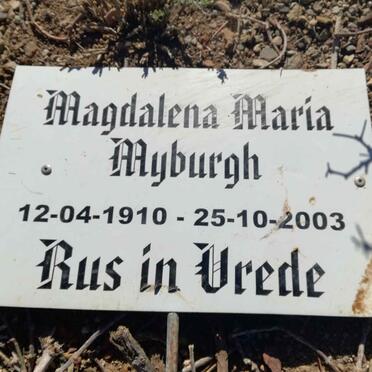 Magdalena Maria
Myburgh
12-04-1910 - 25-10-2003
Rus in Vrede